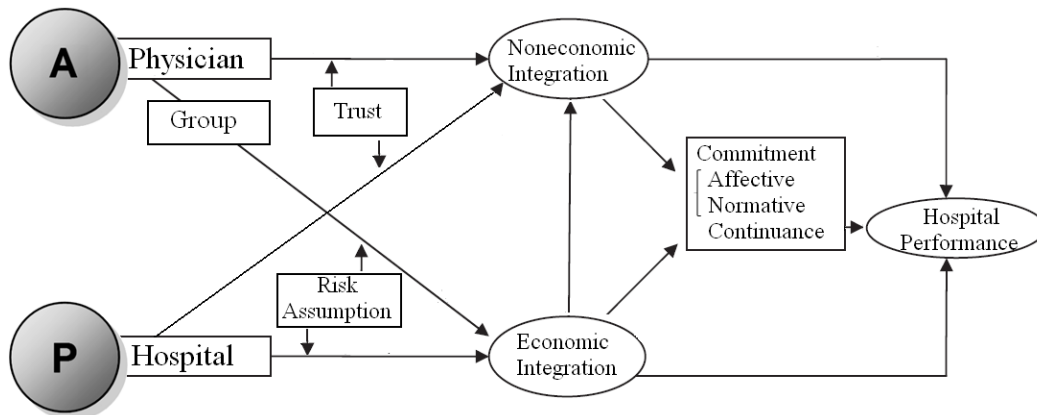 A
Physician
Group
Trust
Noneconomic
Integration
Commitment
Affective
Normative
Continuance
Hospital
Performance
Risk
Assumption
P
Hospital
Economic
Integration